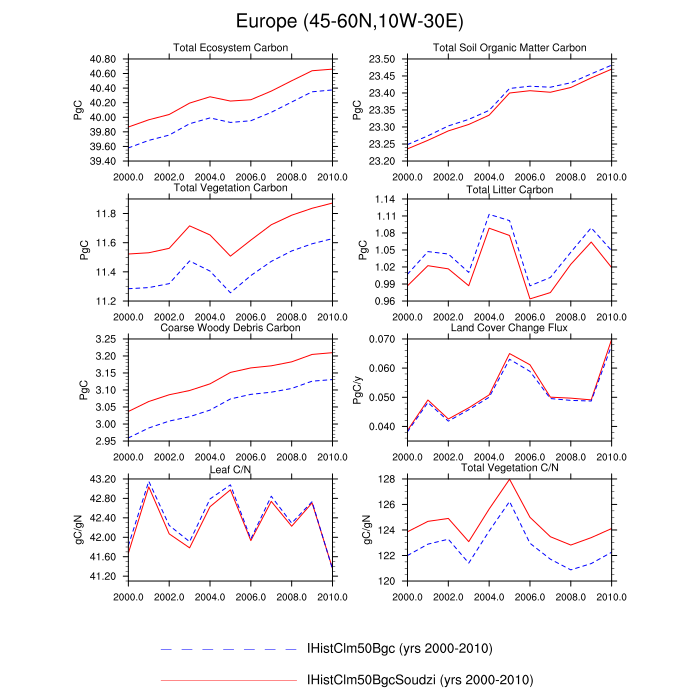 Europe (45-60N,10W-30E)
Total Ecosystem Carbon
PgC
40.80
40.60
40.40
40.20
40.00
39.80
39.60
39.40
2000.0 2002.0 2004.0 2006.0 2008.0 2010.0
Total Soil Organic Matter Carbon
PgC
23.50
23.45
23.40
23.35
23.30
23.25
23.20
2000.0 2002.0 2004.0 2006.0 2008.0 2010.0
Total Vegetation Carbon
PgC
11.8
11.6
11.4
11.2
2000.0 2002.0 2004.0 2006.0 2008.0 2010.0
Total Litter Carbon
PgC
1.14
1.11
1.08
1.05
1.02
0.99
0.96
2000.0 2002.0 2004.0 2006.0 2008.0 2010.0
Coarse Woody Debris Carbon
PgC
3.25
3.20
3.15
3.10
3.05
3.00
2.95
2000.0 2002.0 2004.0 2006.0 2008.0 2010.0
Land Cover Change Flux
PgC/y
0.070
0.060
0.050
0.040
2000.0 2002.0 2004.0 2006.0 2008.0 2010.0
Leaf C/N
gC/gN
43.20
42.80
42.40
42.00
41.60
41.20
2000.0 2002.0 2004.0 2006.0 2008.0 2010.0
Total Vegetation C/N
gC/gN
128
126
124
122
120
2000.0 2002.0 2004.0 2006.0 2008.0 2010.0
IHistClm50Bgc (yrs 2000-2010)
IHistClm50BgcSoudzi (yrs 2000-2010)